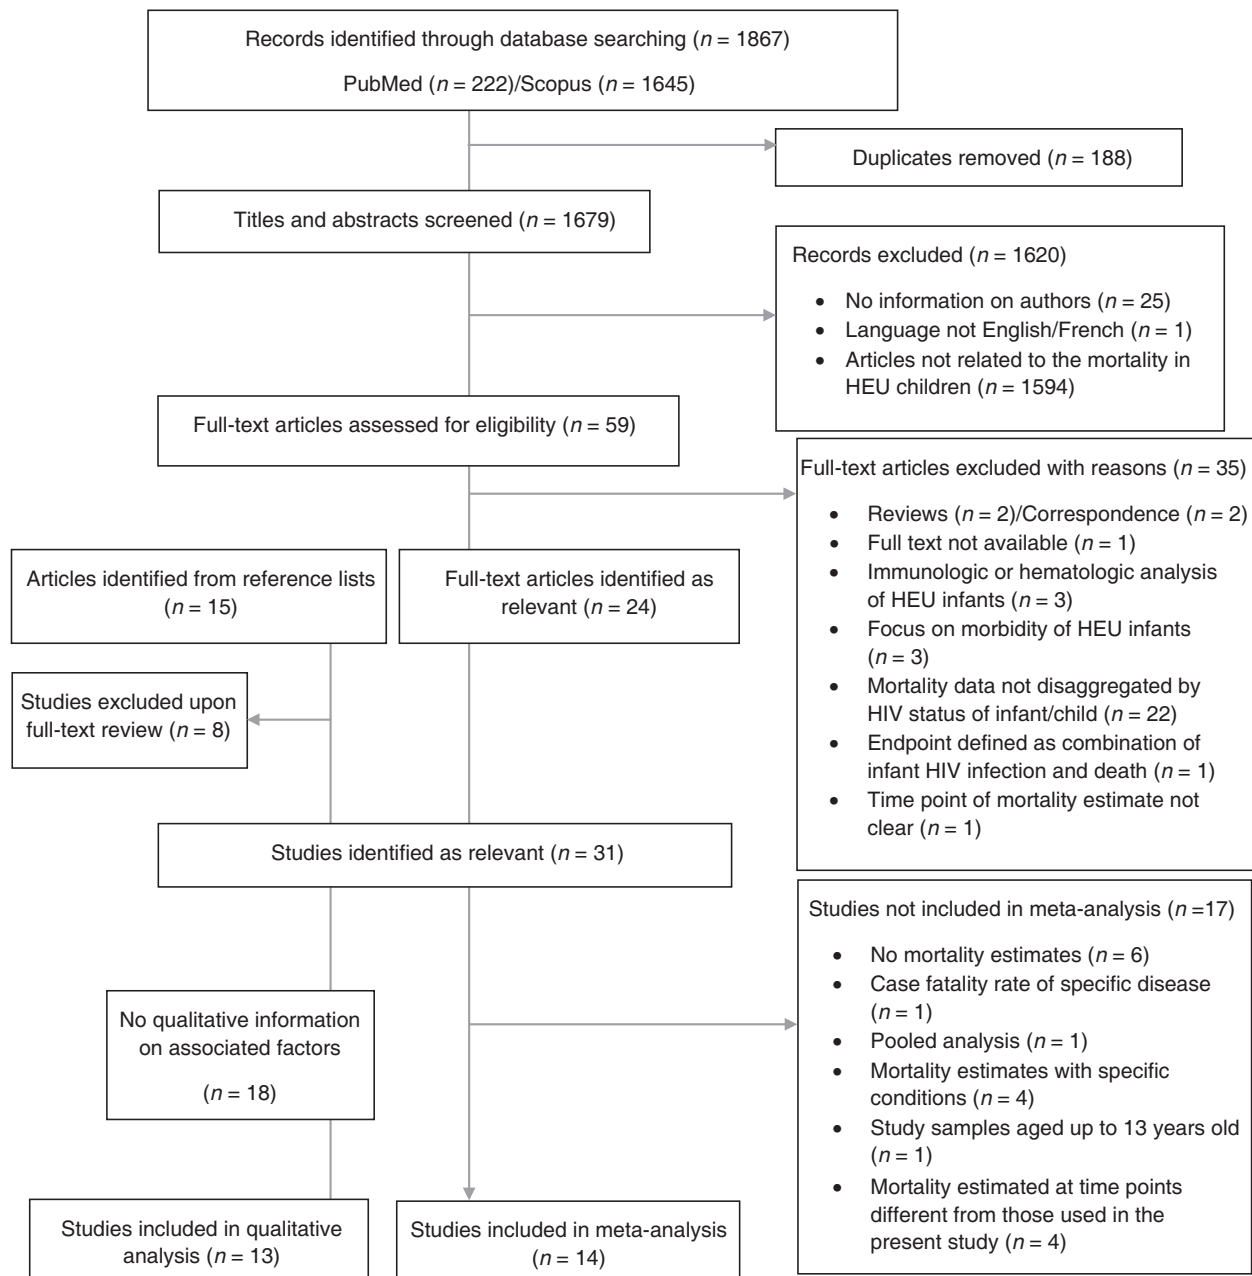 Records identified through database searching (n = 1867)
PubMed (n = 222)/Scopus (n = 1645)
Duplicates removed (n = 188)
Titles and abstracts screened (n = 1679)
Records excluded (n = 1620)
• No information on authors (n = 25)
• Language not English/French (n = 1)
• Articles not related to the mortality in
HEU children (n = 1594)
Full-text articles assessed for eligibility (n = 59)
Full-text articles excluded with reasons (n = 35)
• Reviews (n = 2)/Correspondence (n = 2)
• Full text not available (n = 1)
• Immunologic or hematologic analysis
of HEU infants (n = 3)
• Focus on morbidity of HEU infants
(n = 3)
• Mortality data not disaggregated by
HIV status of infant/child (n = 22)
• Endpoint defined as combination of
infant HIV infection and death (n = 1)
• Time point of mortality estimate not
clear (n = 1)
Articles identified from reference lists
(n = 15)
Full-text articles identified as
relevant (n = 24)
Studies excluded upon
full-text review (n = 8)
Studies identified as relevant (n = 31)
Studies not included in meta-analysis (n =17)
• No mortality estimates (n = 6)
• Case fatality rate of specific disease
(n = 1)
• Pooled analysis (n = 1)
• Mortality estimates with specific
conditions (n = 4)
• Study samples aged up to 13 years old
(n = 1)
• Mortality estimated at time points
different from those used in the
present study (n = 4)
No qualitative information
on associated factors
(n = 18)
Studies included in qualitative
analysis (n = 13)
Studies included in meta-analysis
(n = 14)